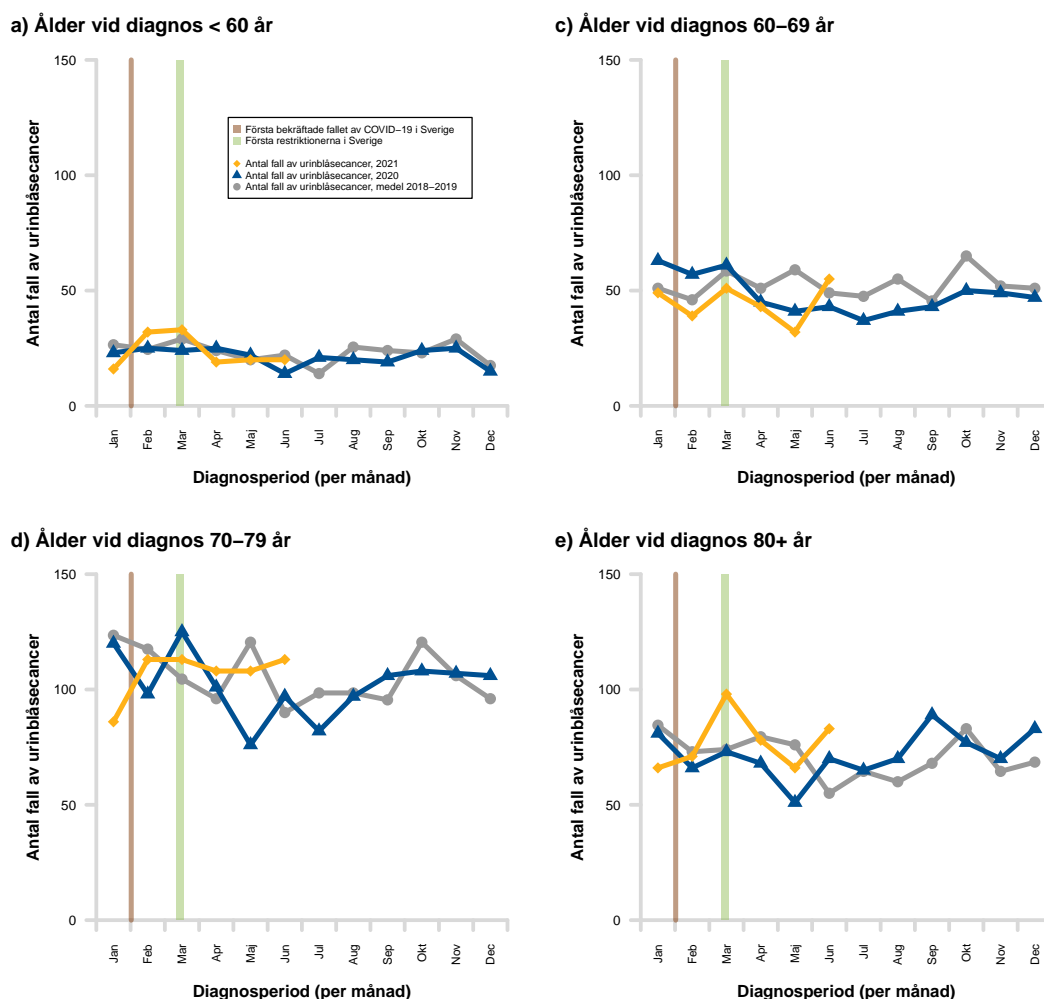 a) Ålder vid diagnos < 60 år
150
100
50
0
Antal fall av urinblåsecancer
Första bekräftade fallet av COVID−19 i Sverige
Första restriktionerna i Sverige
Antal fall av urinblåsecancer, 2021
Antal fall av urinblåsecancer, 2020
Antal fall av urinblåsecancer, medel 2018−2019
Jan Feb Mar Apr Maj Jun Jul Aug Sep Okt Nov Dec
Diagnosperiod (per månad)
c) Ålder vid diagnos 60−69 år
150
100
50
0
Antal fall av urinblåsecancer
Jan Feb Mar Apr Maj Jun Jul Aug Sep Okt Nov Dec
Diagnosperiod (per månad)
d) Ålder vid diagnos 70−79 år
150
100
50
0
Antal fall av urinblåsecancer
Jan Feb Mar Apr Maj Jun Jul Aug Sep Okt Nov Dec
Diagnosperiod (per månad)
e) Ålder vid diagnos 80+ år
150
100
50
0
Antal fall av urinblåsecancer
Jan Feb Mar Apr Maj Jun Jul Aug Sep Okt Nov Dec
Diagnosperiod (per månad)